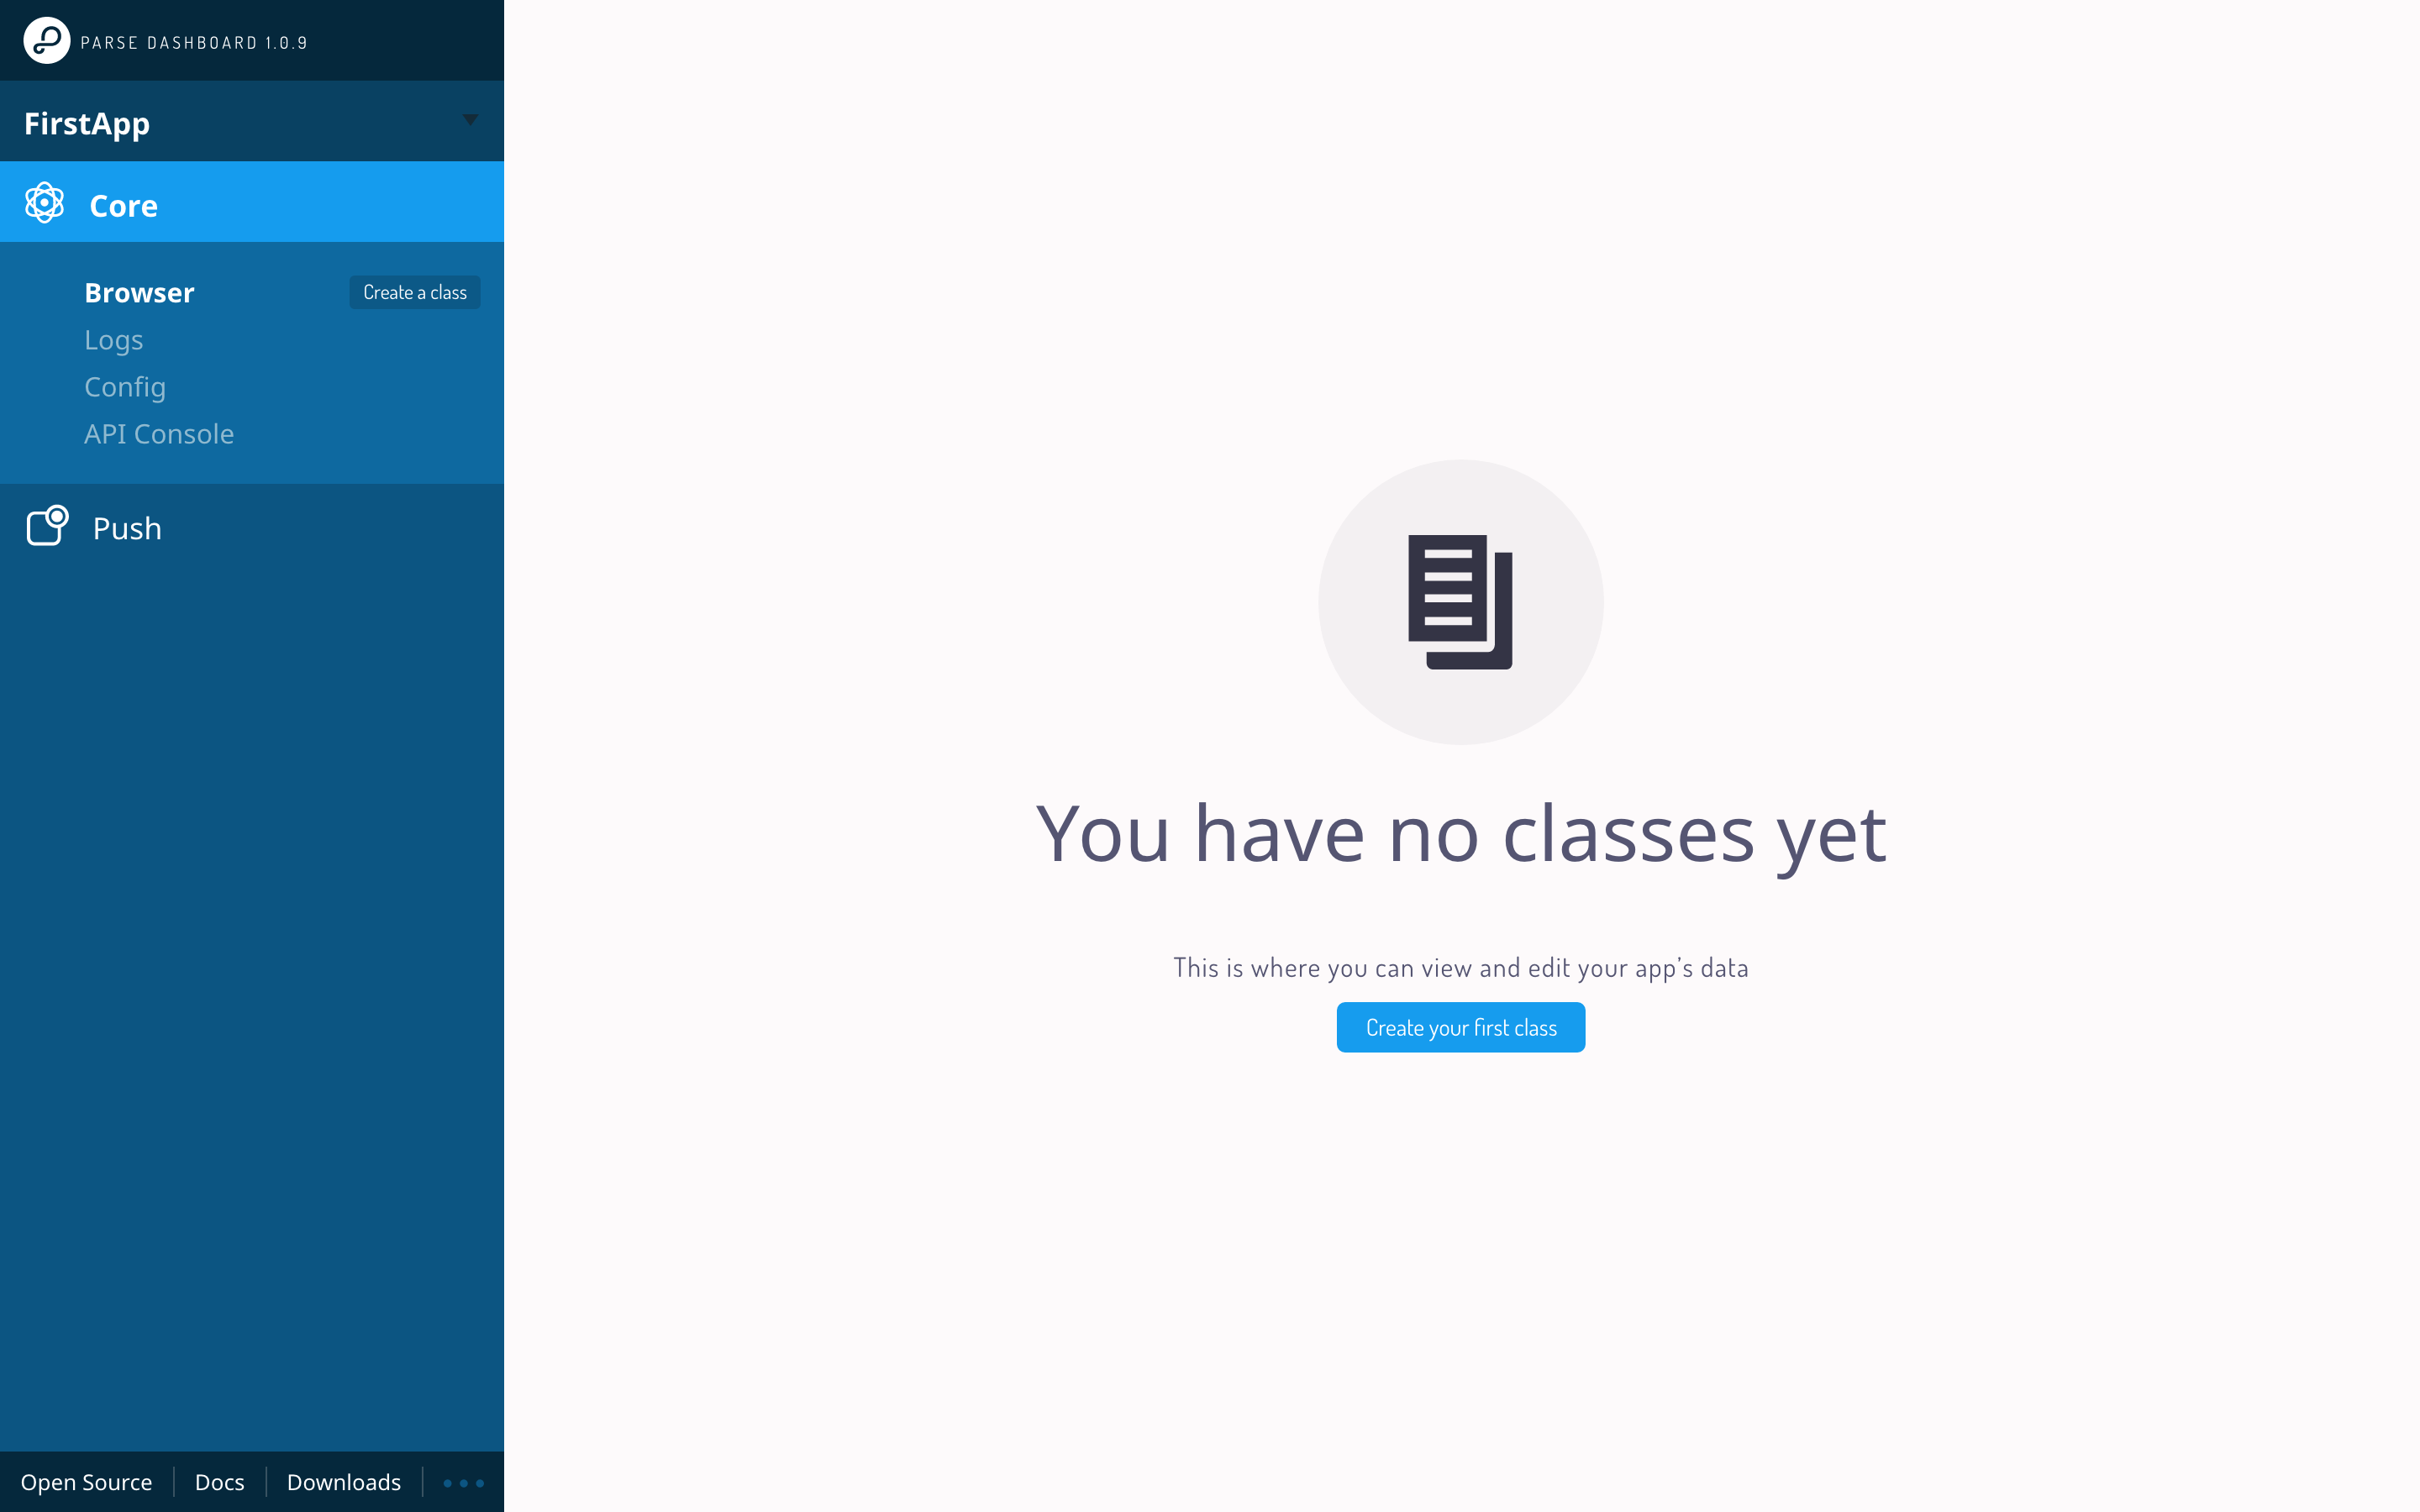 PARSE DASHBOARD 1.0.9
FirstApp
Core
Browser
Create a class
Logs
Config
API Console
Push
You have no classes yet
This is where you can view and edit your app’s data
Create your first class
Open Source
Docs
Downloads